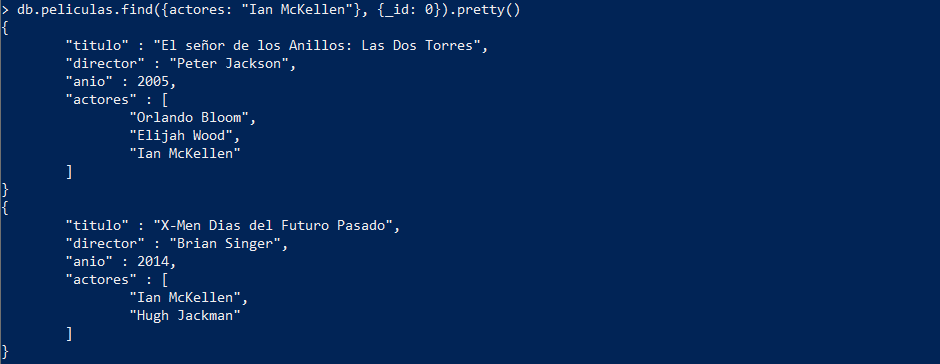 > db.peliculas.find({actores: "Ian McKellen"}, {_id: 0}).pretty()
{
        "titulo" : "El señor de los Anillos: Las Dos Torres",
        "director" : "Peter Jackson",
        "anio" : 2005,
        "actores" : [
                "Orlando Bloom",
                "Elijah Wood",
                "Ian McKellen"
        ]
}
{
        "titulo" : "X-Men Dias del Futuro Pasado",
        "director" : "Brian Singer",
        "anio" : 2014,
        "actores" : [
                "Ian McKellen",
                "Hugh Jackman"
        ]
}